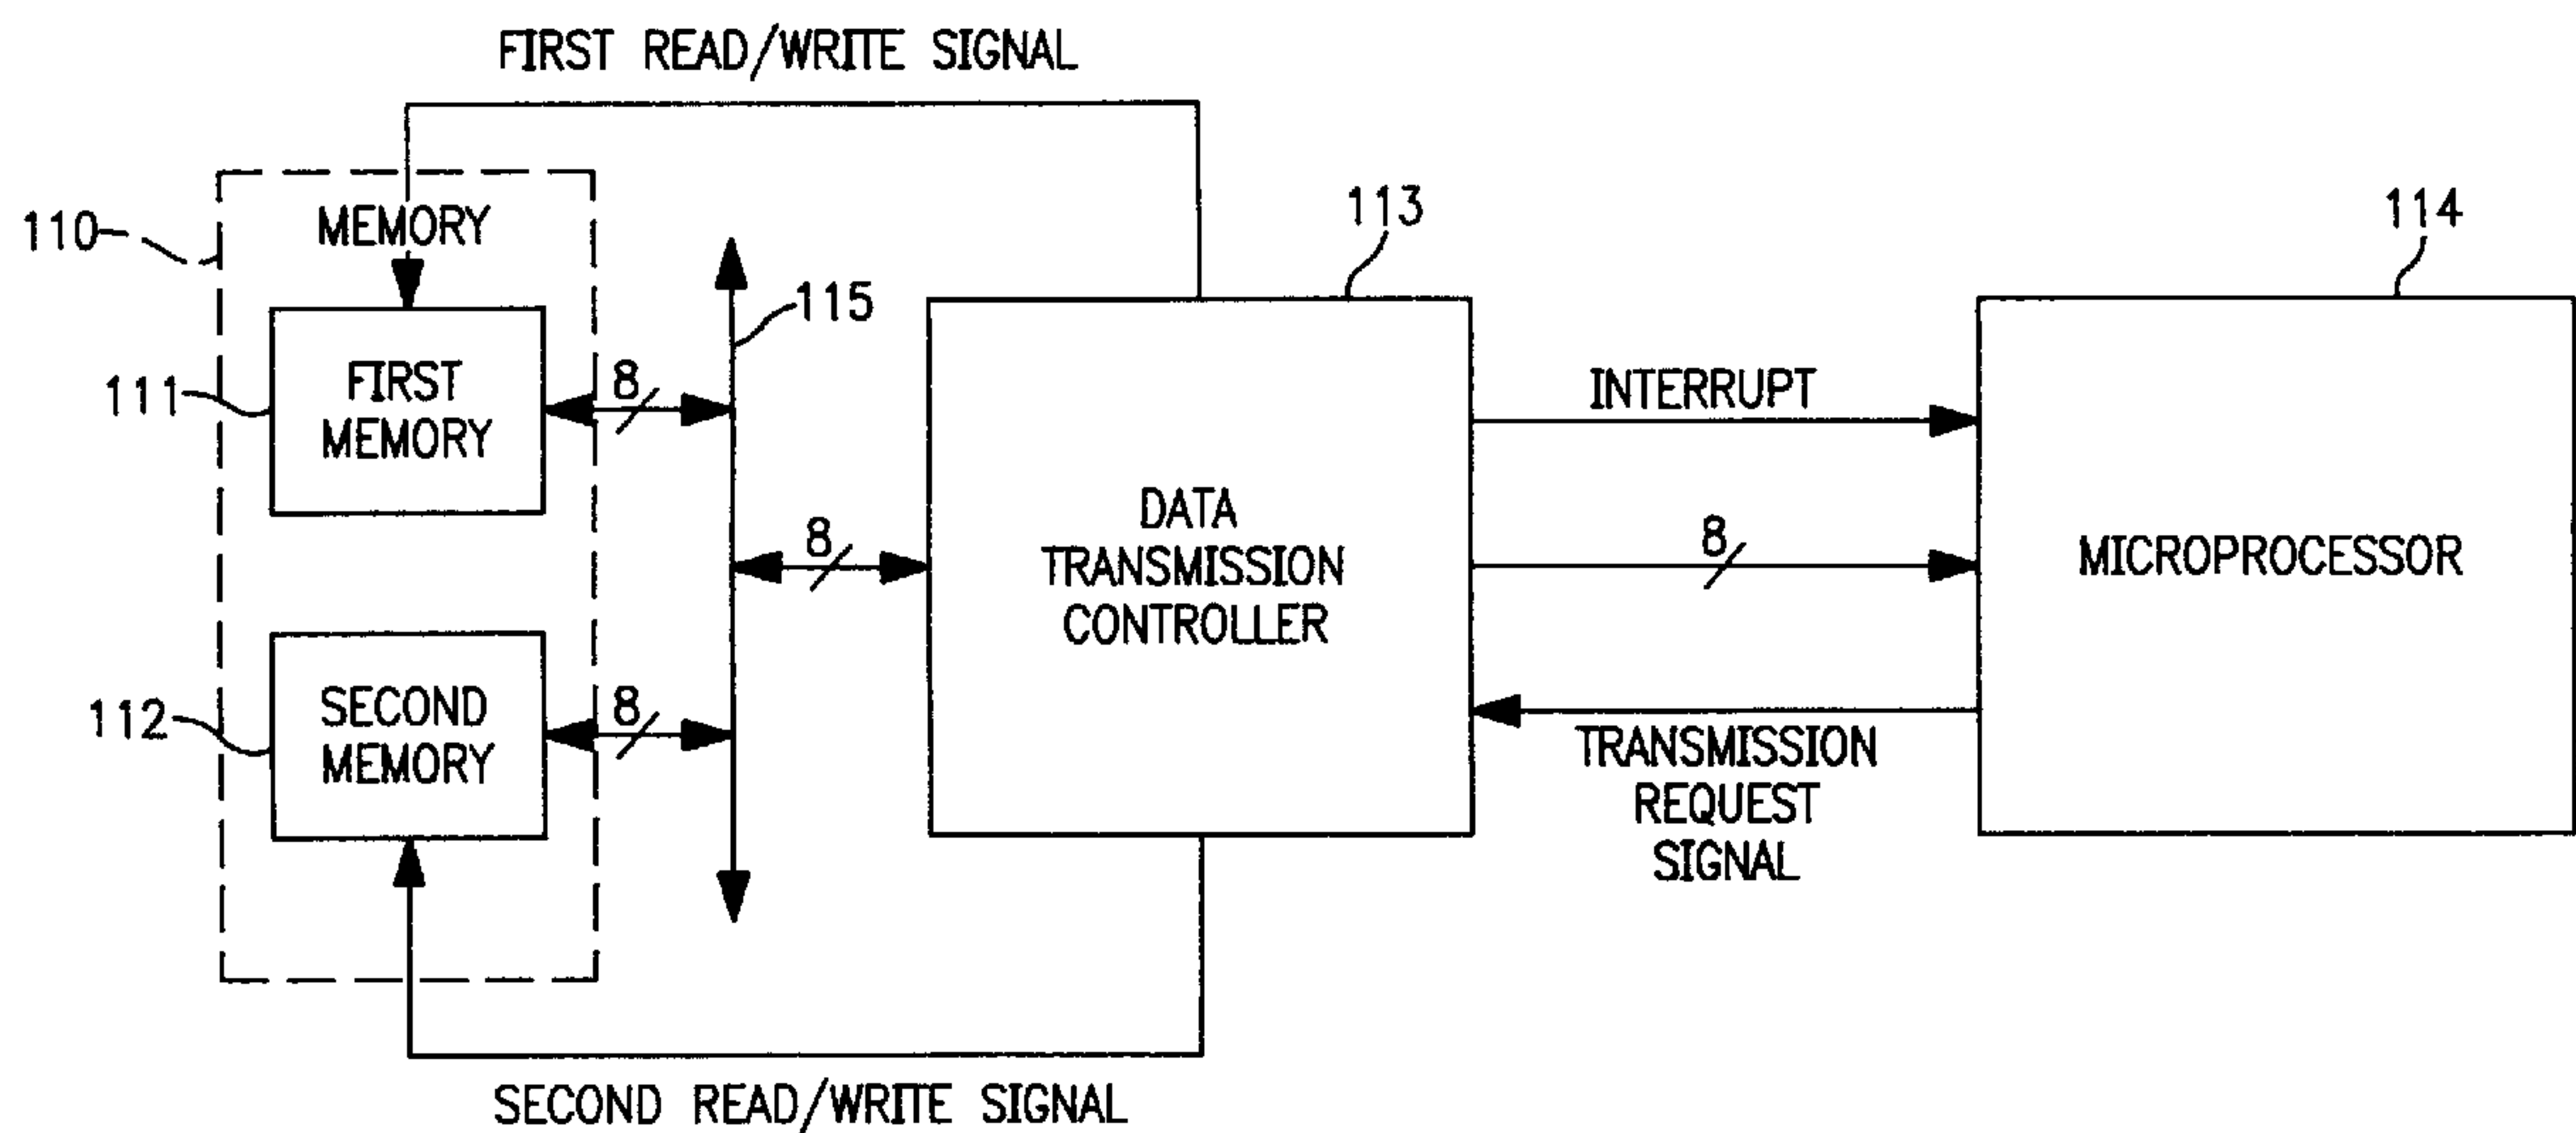 FIRST READ/WRITE SIGNAL
110
MEMORY
111
FIRST
MEMORY
8
115
113
114
INTERRUPT
8
DATA
TRANSMISSION
CONTROLLER
8
MICROPROCESSOR
112
SECOND
MEMORY
8
TRANSMISSION
REQUEST
SIGNAL
SECOND READ/WRITE SIGNAL